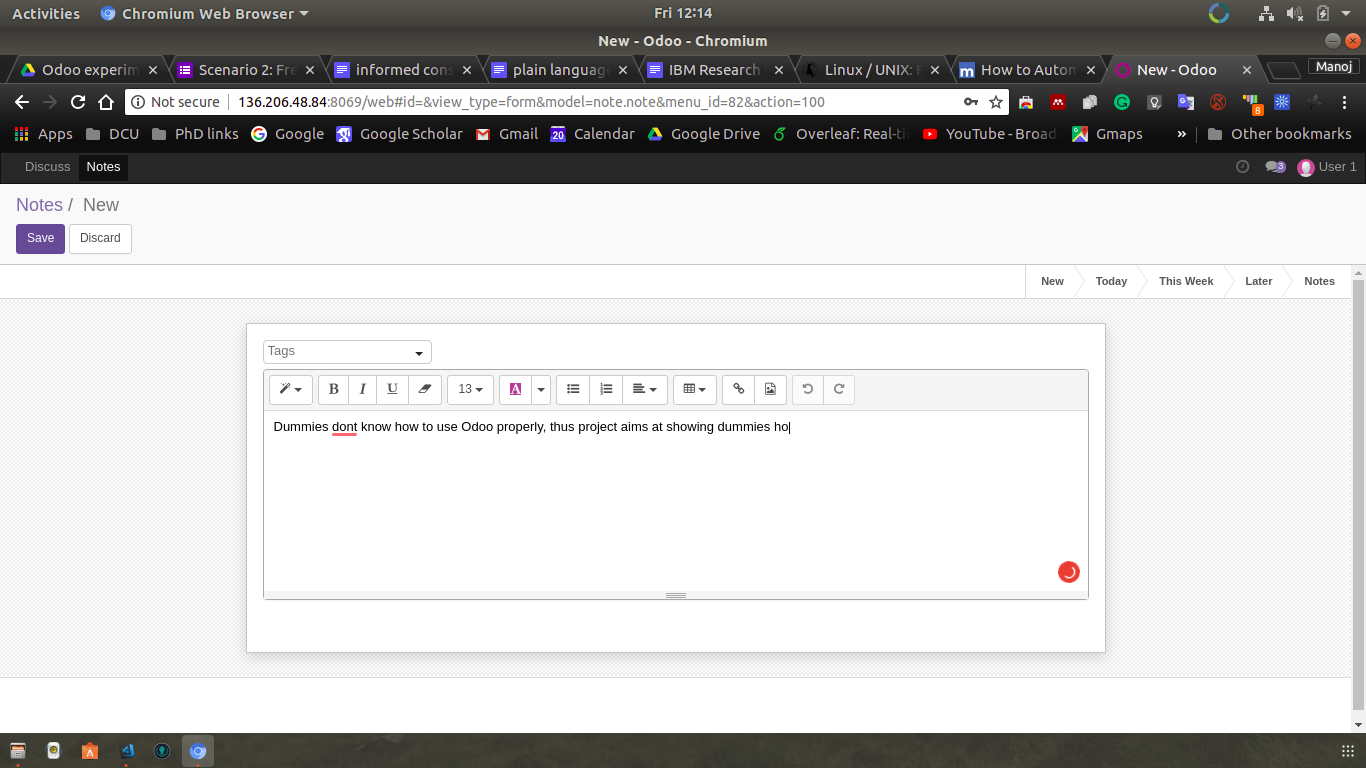 Activities Chromium Web Browser Fri 12:14
New - Odoo - Chromium
Odoo experim Scenario 2: Fre informed cons plain language IBM Research Linux / UNIX: How to Autom New - Odoo Manoj
Not secure 136.206.48.84:8069/web#id=&view_type=form&model=note.note&menu_id=82&action=100 8
Apps DCU PhD links Google Google Scholar Gmail 20 Calendar Google Drive Overleaf: Real-ti YouTube - Broad Gmaps » Other bookmarks
Discuss Notes 3 User 1
Notes / New
Save Discard
New Today This Week Later Notes
Tags
B I U 13 A
Dummies dont know how to use Odoo properly, thus project aims at showing dummies ho